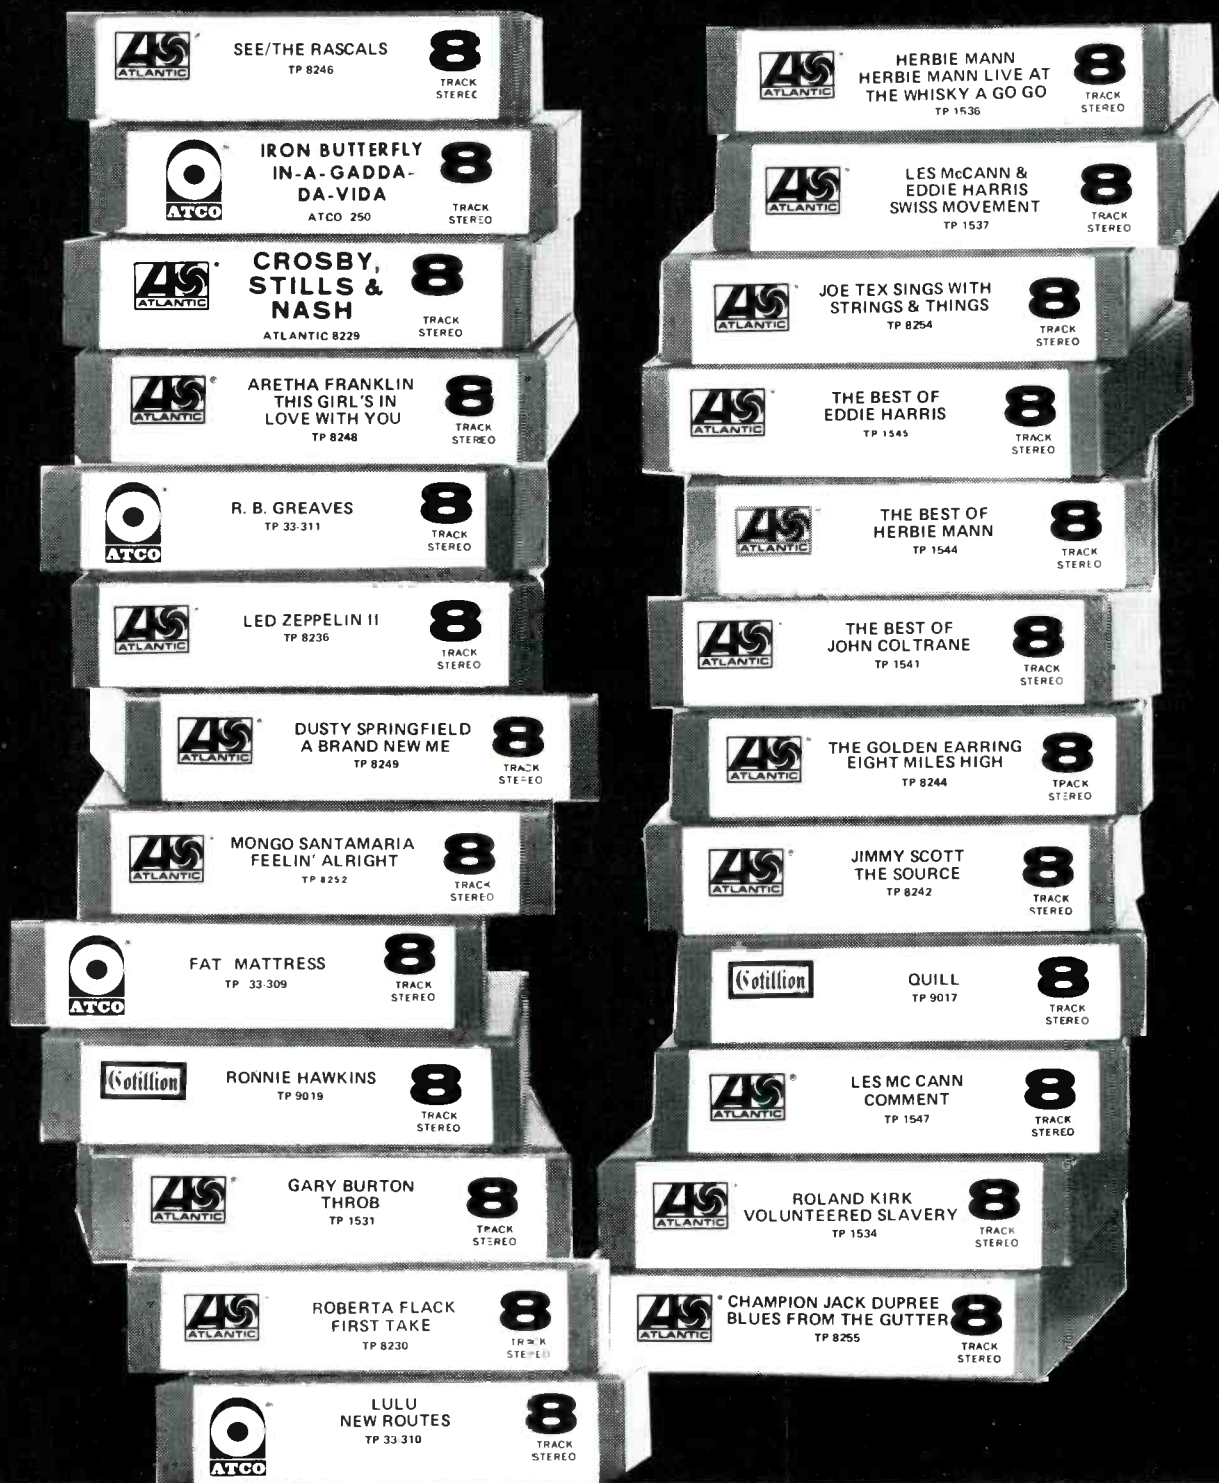 ATLANTIC
SEE/THE RASCALS
TP 8246
8
TRACK
STEREO
ATCO
IRON BUTTERFLY
IN-A-GADDA-
DA-VIDA
ATCO 250
8
TRACK
STEREO
ATLANTIC
CROSBY,
STILLS &
NASH
ATLANTIC 8229
8
TRACK
STEREO
ATLANTIC
ARETHA FRANKLIN
THIS GIRL'S IN
LOVE WITH YOU
TP 8248
8
TRACK
STEREO
ATCO
R. B. GREAVES
TP 33-311
8
TRACK
STEREO
ATLANTIC
LED ZEPPELIN II
TP 8236
8
TRACK
STEREO
ATLANTIC
DUSTY SPRINGFIELD
A BRAND NEW ME
TP 8249
8
TRACK
STEREO
ATLANTIC
MONGO SANTAMARIA
FEELIN' ALRIGHT
TP 8252
8
TRACK
STEREO
ATCO
FAT MATTRESS
TP 33-309
8
TRACK
STEREO
Cotillion
RONNIE HAWKINS
TP 9019
8
TRACK
STEREO
ATLANTIC
GARY BURTON
THROB
TP 1531
8
TRACK
STEREO
ATLANTIC
ROBERTA FLACK
FIRST TAKE
TP 8230
8
TRACK
STEREO
ATCO
LULU
NEW ROUTES
TP 33-310
8
TRACK
STEREO
ATLANTIC
HERBIE MANN
HERBIE MANN LIVE AT
THE WHISKY A GO GO
TP 1536
8
TRACK
STEREO
ATLANTIC
LES McCANN &
EDDIE HARRIS
SWISS MOVEMENT
TP 1537
8
TRACK
STEREO
ATLANTIC
JOE TEX SINGS WITH
STRINGS & THINGS
TP 8254
8
TRACK
STEREO
ATLANTIC
THE BEST OF
EDDIE HARRIS
TP 1545
8
TRACK
STEREO
ATLANTIC
THE BEST OF
HERBIE MANN
TP 1544
8
TRACK
STEREO
ATLANTIC
THE BEST OF
JOHN COLTRANE
TP 1541
8
TRACK
STEREO
ATLANTIC
THE GOLDEN EARRING
EIGHT MILES HIGH
TP 8244
8
TRACK
STEREO
ATLANTIC
JIMMY SCOTT
THE SOURCE
TP 8242
8
TRACK
STEREO
Cotillion
QUILL
TP 9017
8
TRACK
STEREO
ATLANTIC
LES MC CANN
COMMENT
TP 1547
8
TRACK
STEREO
ATLANTIC
ROLAND KIRK
VOLUNTEERED SLAVERY
TP 1534
8
TRACK
STEREO
ATLANTIC
CHAMPION JACK DUPREE
BLUES FROM THE GUTTER
TP 8255
8
TRACK
STEREO